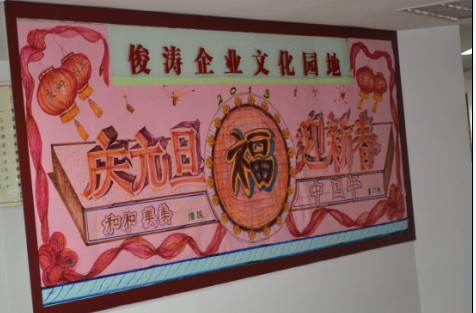 俊涛企业文化园地
2013
庆元旦 福 迎新春
和和美美
中国年